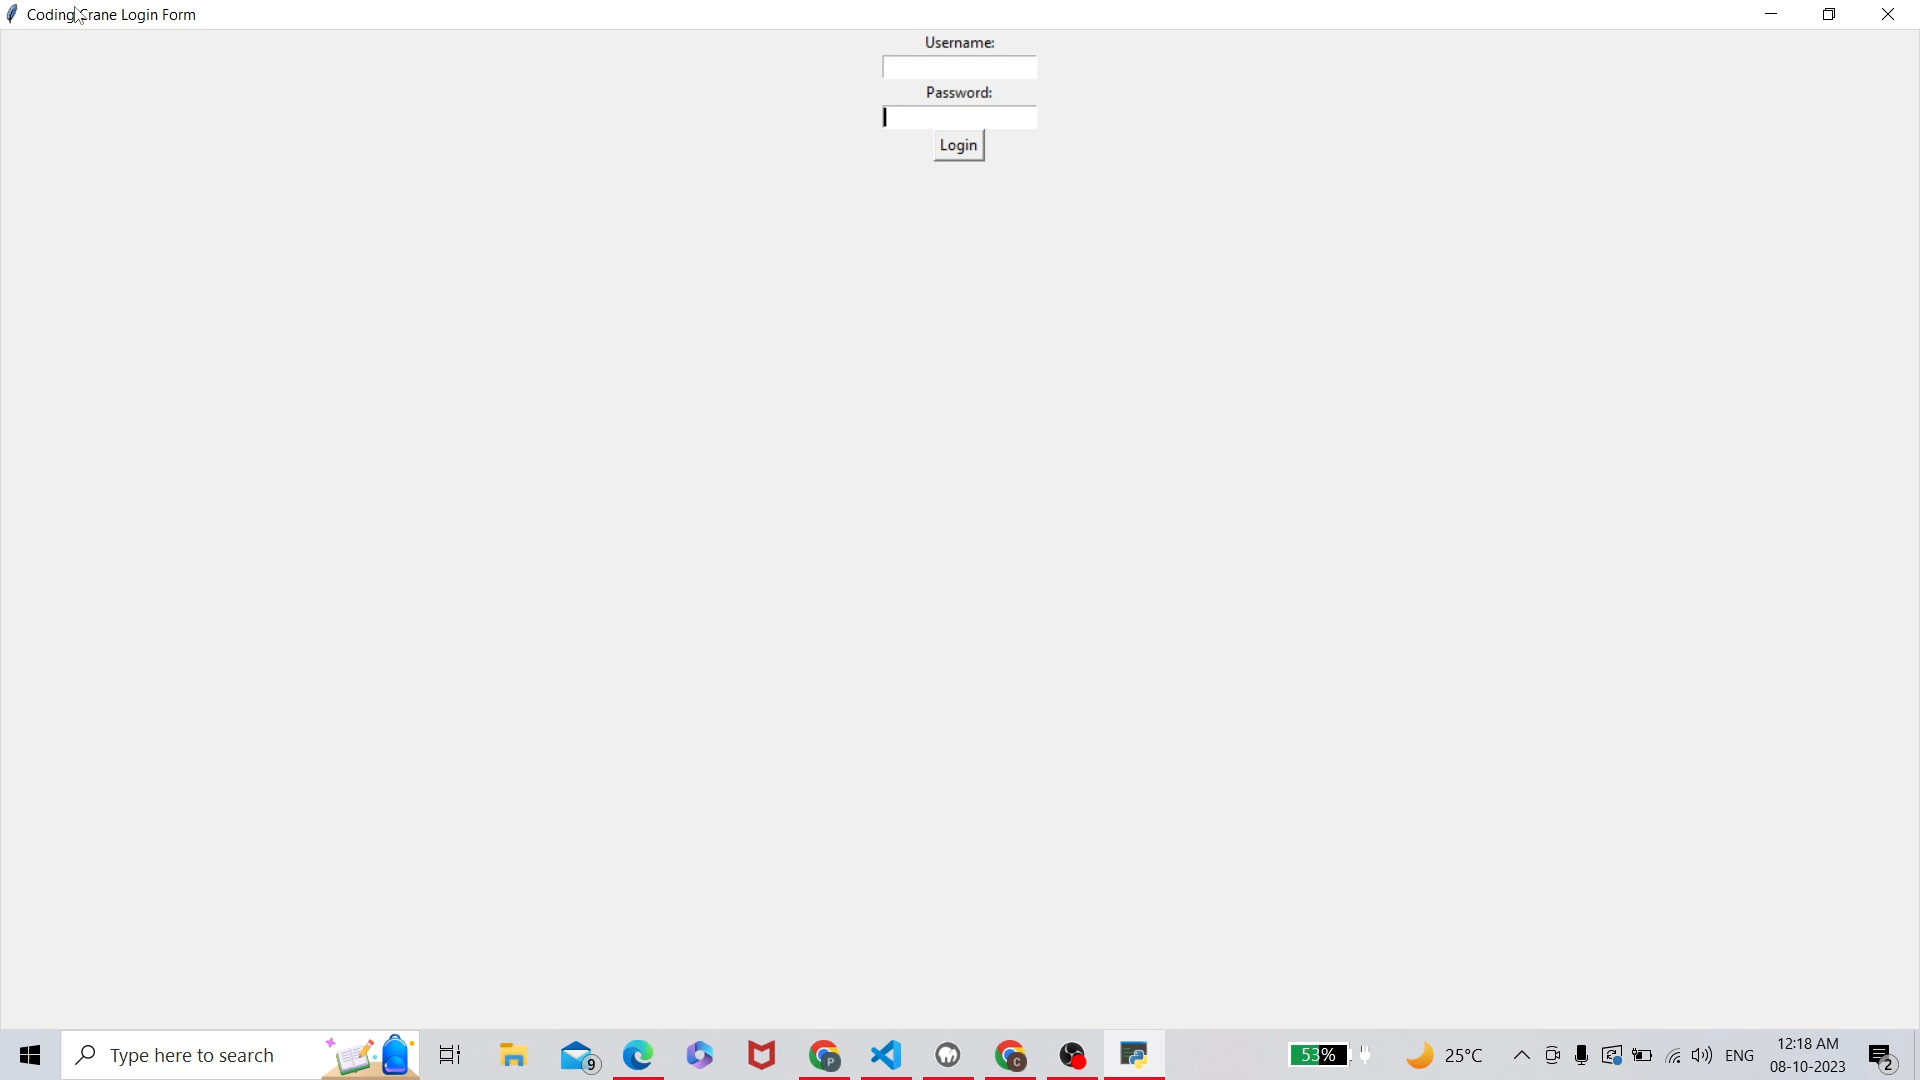 Coding Crane Login Form
Username:
Password:
Login
Type here to search
9
P
C
53%
25°C
ENG
12:18 AM
08-10-2023
2